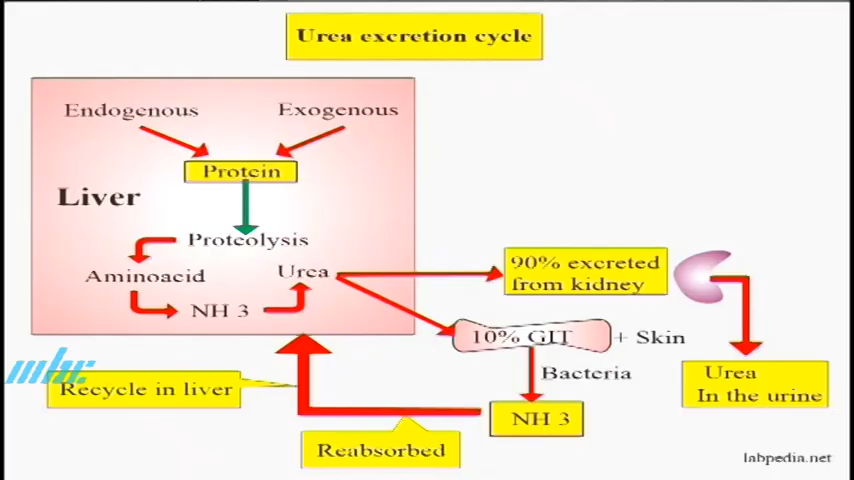 Urea excretion cycle
Endogenous
Exogenous
Protein
Liver
Proteolysis
Aminoacid
Urea
NH 3
90% excreted
from kidney
10% GIT
+ Skin
Bacteria
Urea
In the urine
Recycle in liver
NH 3
Reabsorbed
labpedia.net